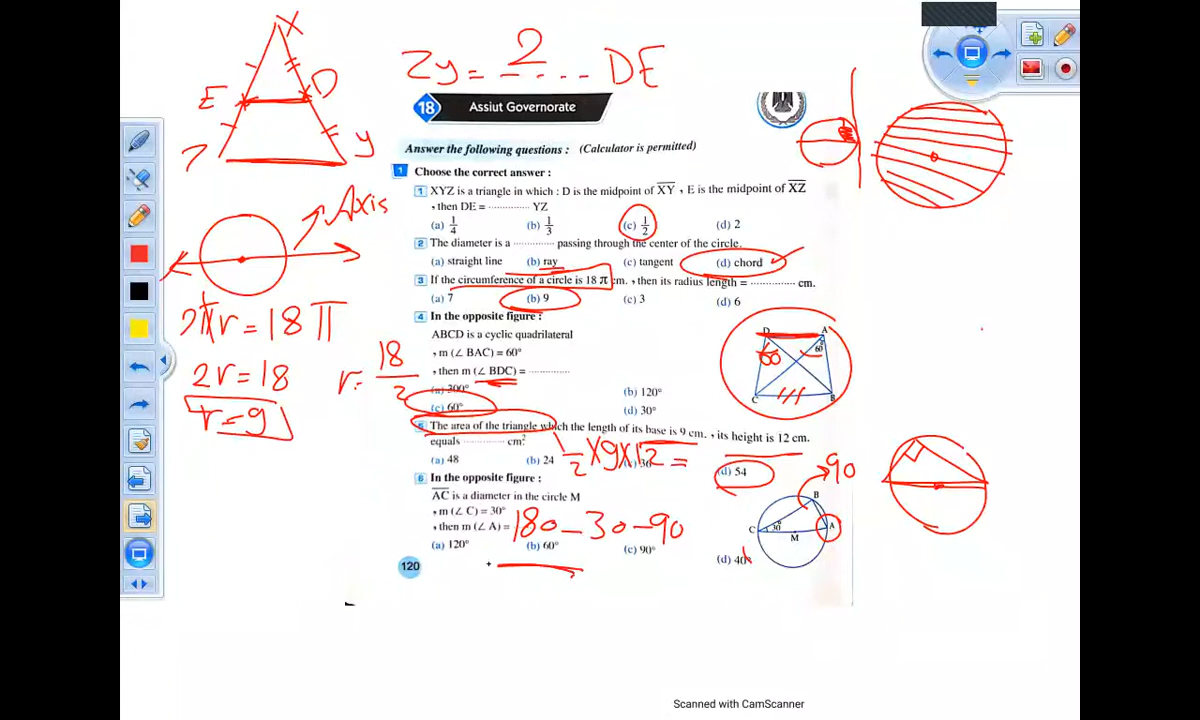 X
E
D
Z
y
Zy = 2 .... DE
18 Assiut Governorate
Answer the following questions : (Calculator is permitted)
1 Choose the correct answer :
1 XYZ is a triangle in which : D is the midpoint of XY , E is the midpoint of XZ
, then DE = ............... YZ
(a) 1/4 (b) 1/3 (c) 1/2 (d) 2
2 The diameter is a ............... passing through the center of the circle.
(a) straight line (b) ray (c) tangent (d) chord
3 If the circumference of a circle is 18 π cm. , then its radius length = ............... cm.
(a) 7 (b) 9 (c) 3 (d) 6
4 In the opposite figure :
ABCD is a cyclic quadrilateral
, m (∠ BAC) = 60°
, then m (∠ BDC) = ...............
(a) 300° (b) 120°
(c) 60° (d) 30°
5 The area of the triangle which the length of its base is 9 cm. , its height is 12 cm.
equals ............... cm²
(a) 48 (b) 24 (c) 36 (d) 54
6 In the opposite figure :
AC is a diameter in the circle M
, m (∠ C) = 30°
, then m (∠ A) =
(a) 120° (b) 60° (c) 90° (d) 40°
120
Axis
2πr = 18π
2r = 18
r = 9
r = 18/2
1/2 × 9 × 12 =
180 - 30 - 90
90
D A
60 60
C B
B
C 30° A
M
Scanned with CamScanner